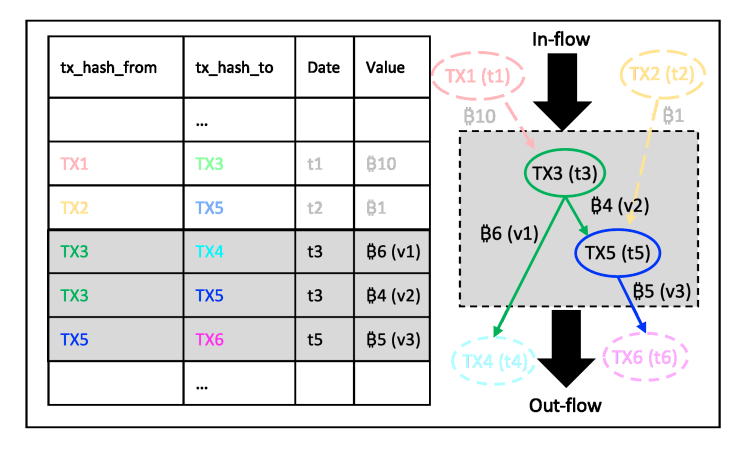 tx_hash_from tx_hash_to Date Value
...
TX1 TX3 t1 ₿10
TX2 TX5 t2 ₿1
TX3 TX4 t3 ₿6 (v1)
TX3 TX5 t3 ₿4 (v2)
TX5 TX6 t5 ₿5 (v3)
...
In-flow
TX1 (t1) TX2 (t2)
₿10 ₿1
TX3 (t3)
₿4 (v2)
₿6 (v1)
TX5 (t5)
₿5 (v3)
TX4 (t4) TX6 (t6)
Out-flow